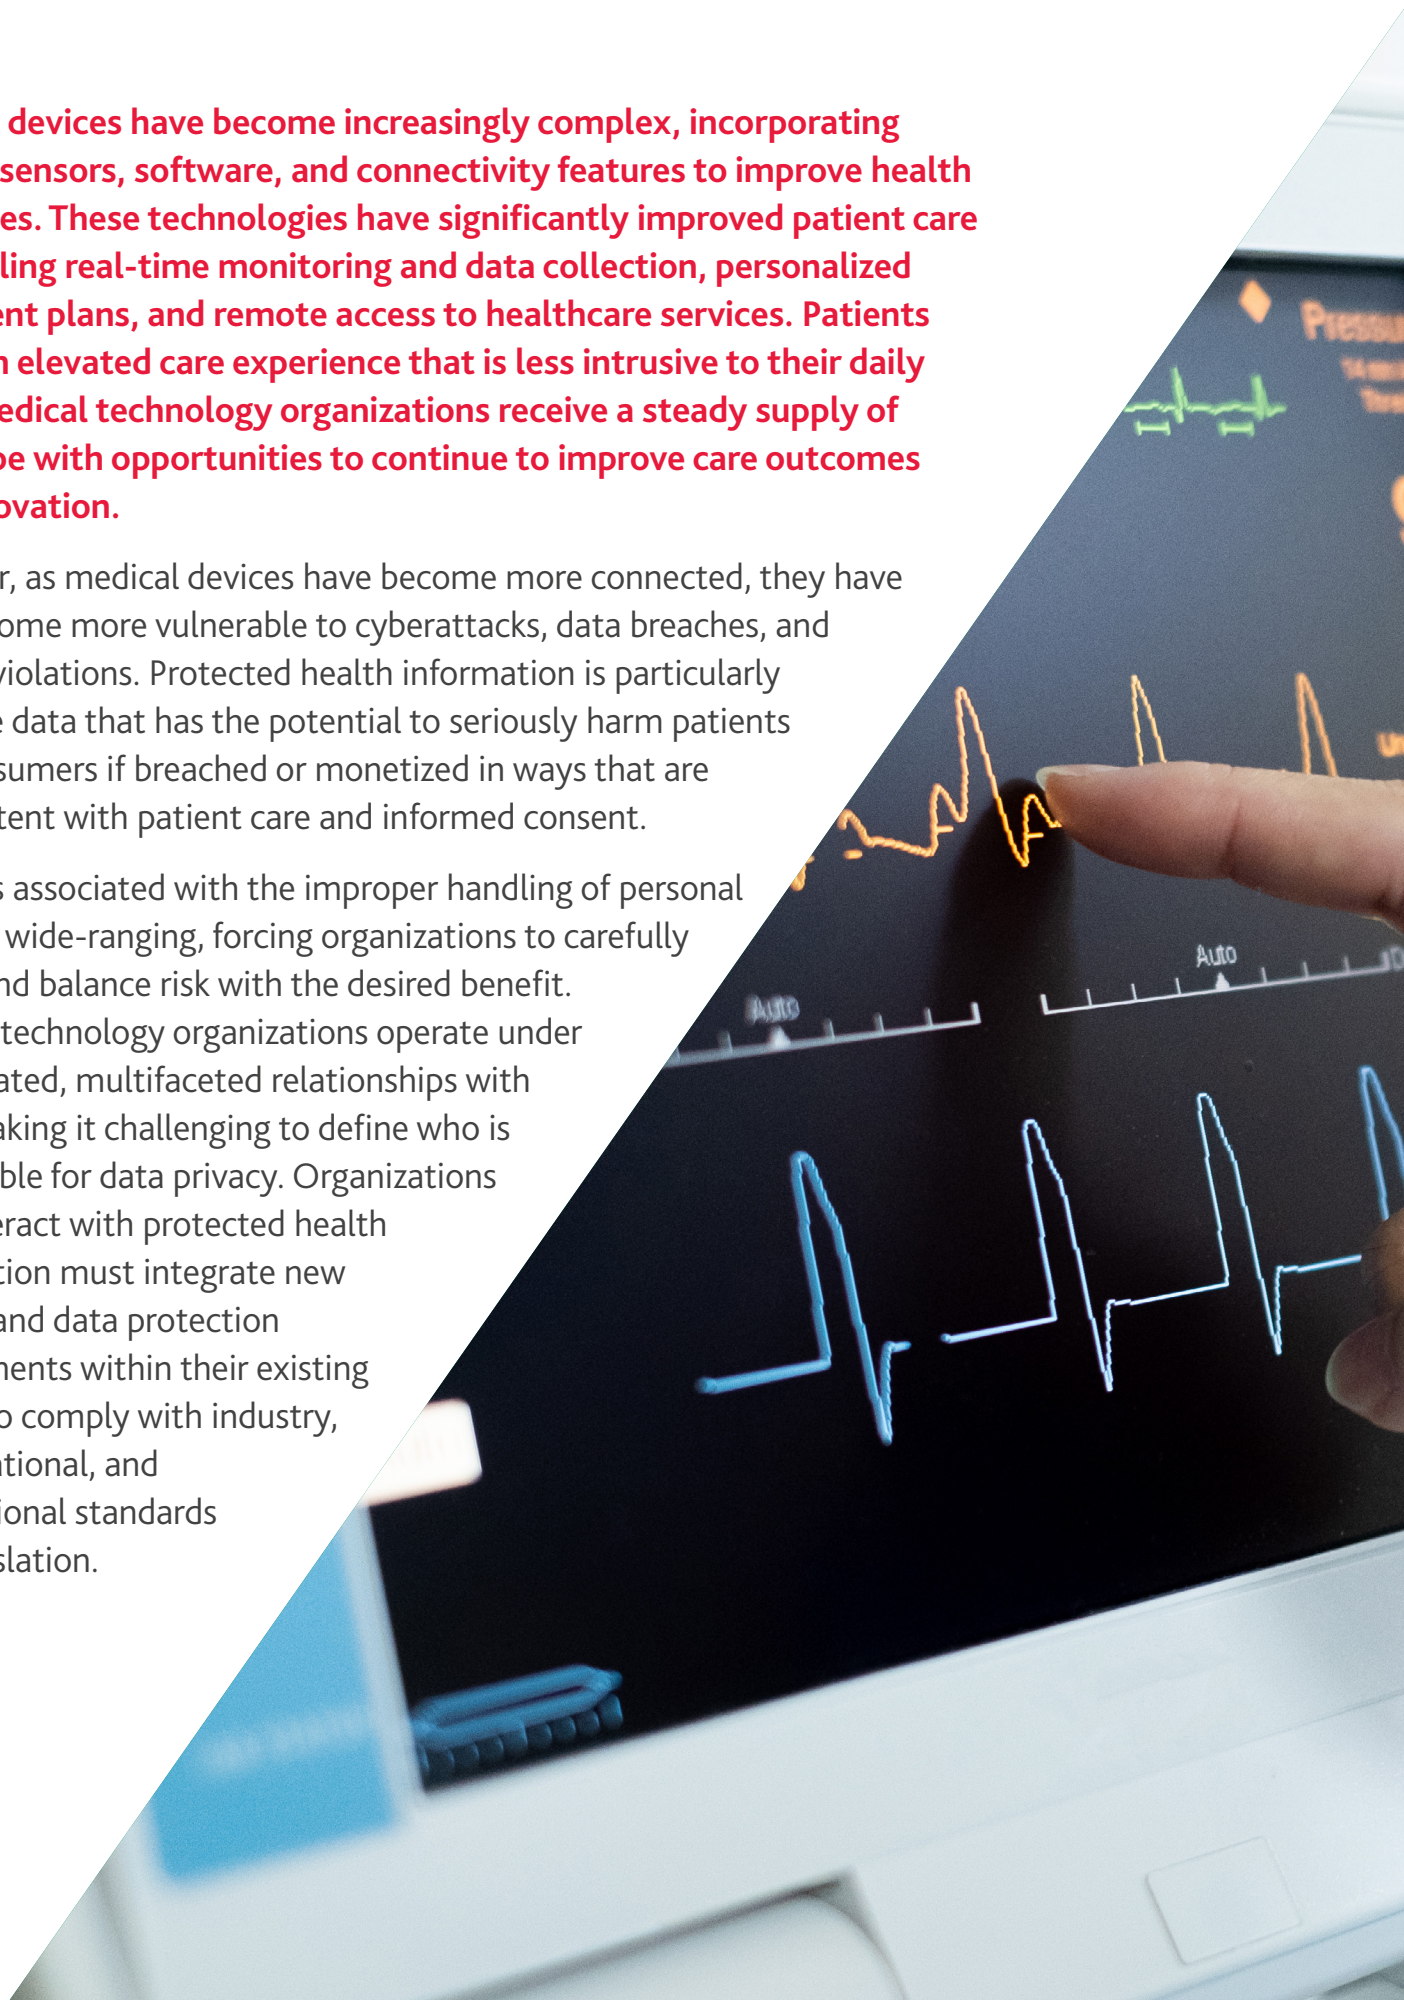 devices have become increasingly complex, incorporating
sensors, software, and connectivity features to improve health
es. These technologies have significantly improved patient care
ling real-time monitoring and data collection, personalized
ent plans, and remote access to healthcare services. Patients
n elevated care experience that is less intrusive to their daily
edical technology organizations receive a steady supply of
be with opportunities to continue to improve care outcomes
ovation.
r, as medical devices have become more connected, they have
ome more vulnerable to cyberattacks, data breaches, and
violations. Protected health information is particularly
e data that has the potential to seriously harm patients
sumers if breached or monetized in ways that are
tent with patient care and informed consent.
s associated with the improper handling of personal
wide-ranging, forcing organizations to carefully
nd balance risk with the desired benefit.
technology organizations operate under
ated, multifaceted relationships with
aking it challenging to define who is
ble for data privacy. Organizations
eract with protected health
tion must integrate new
and data protection
ments within their existing
o comply with industry,
ational, and
ional standards
slation.
Pressu
Auto
Auto